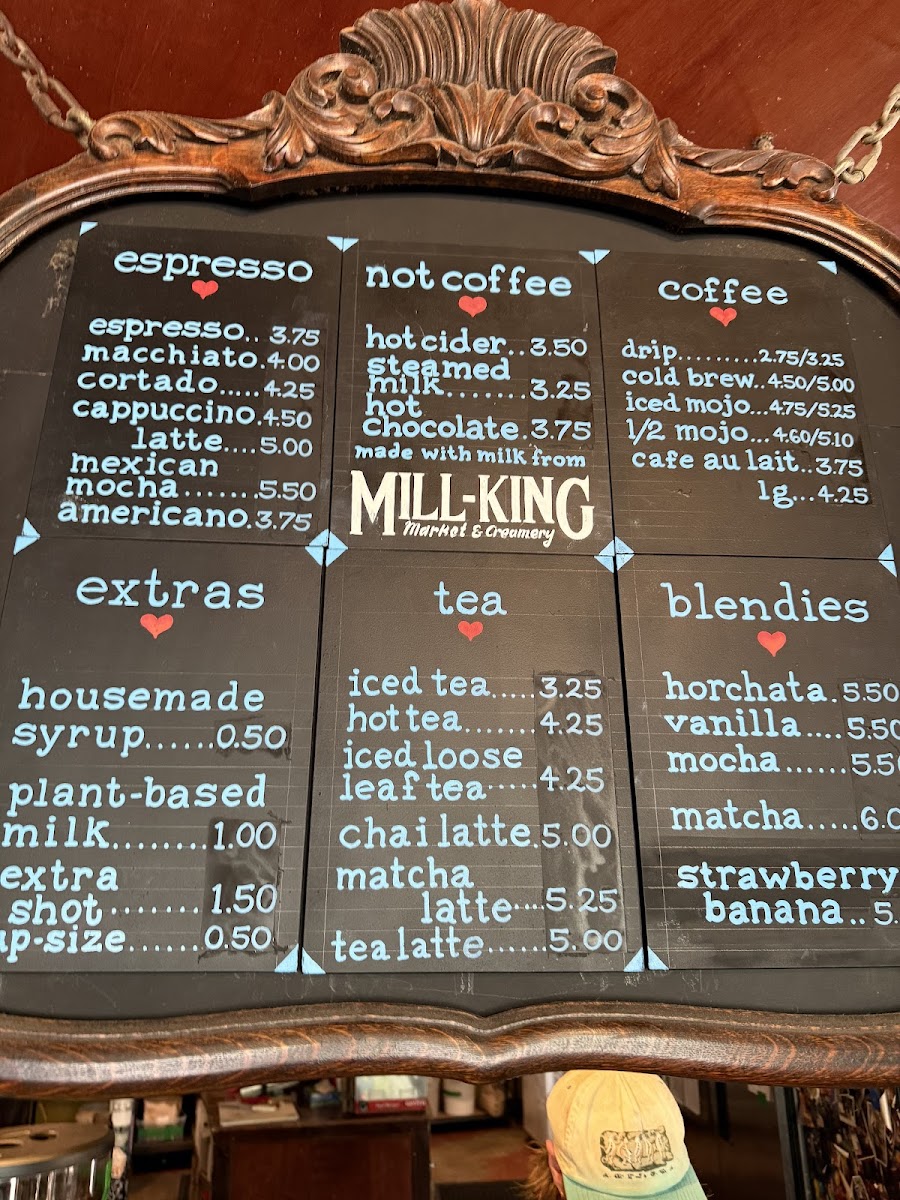 espresso
espresso.. 3.75
macchiato.4.00
cortado.....4.25
cappuccino.4.50
latte....5.00
mexican
mocha.......5.50
americano.3.75
not coffee
hot cider..3.50
steamed
milk.......3.25
hot
chocolate.3.75
made with milk from
MILL-KING
Market & Creamery
coffee
drip.........2.75/3.25
cold brew..4.50/5.00
iced mojo...4.75/5.25
1/2 mojo...4.60/5.10
cafe au lait..3.75
lg...4.25
extras
housemade
syrup......0.50
plant-based
milk........1.00
extra
shot.......1.50
up-size......0.50
tea
iced tea.....3.25
hot tea.......4.25
iced loose
leaf tea.....4.25
chai latte.5.00
matcha
latte....5.25
tea latte......5.00
blendies
horchata.5.50
vanilla....5.50
mocha......5.5
matcha.....6.0
strawberry
banana..5.